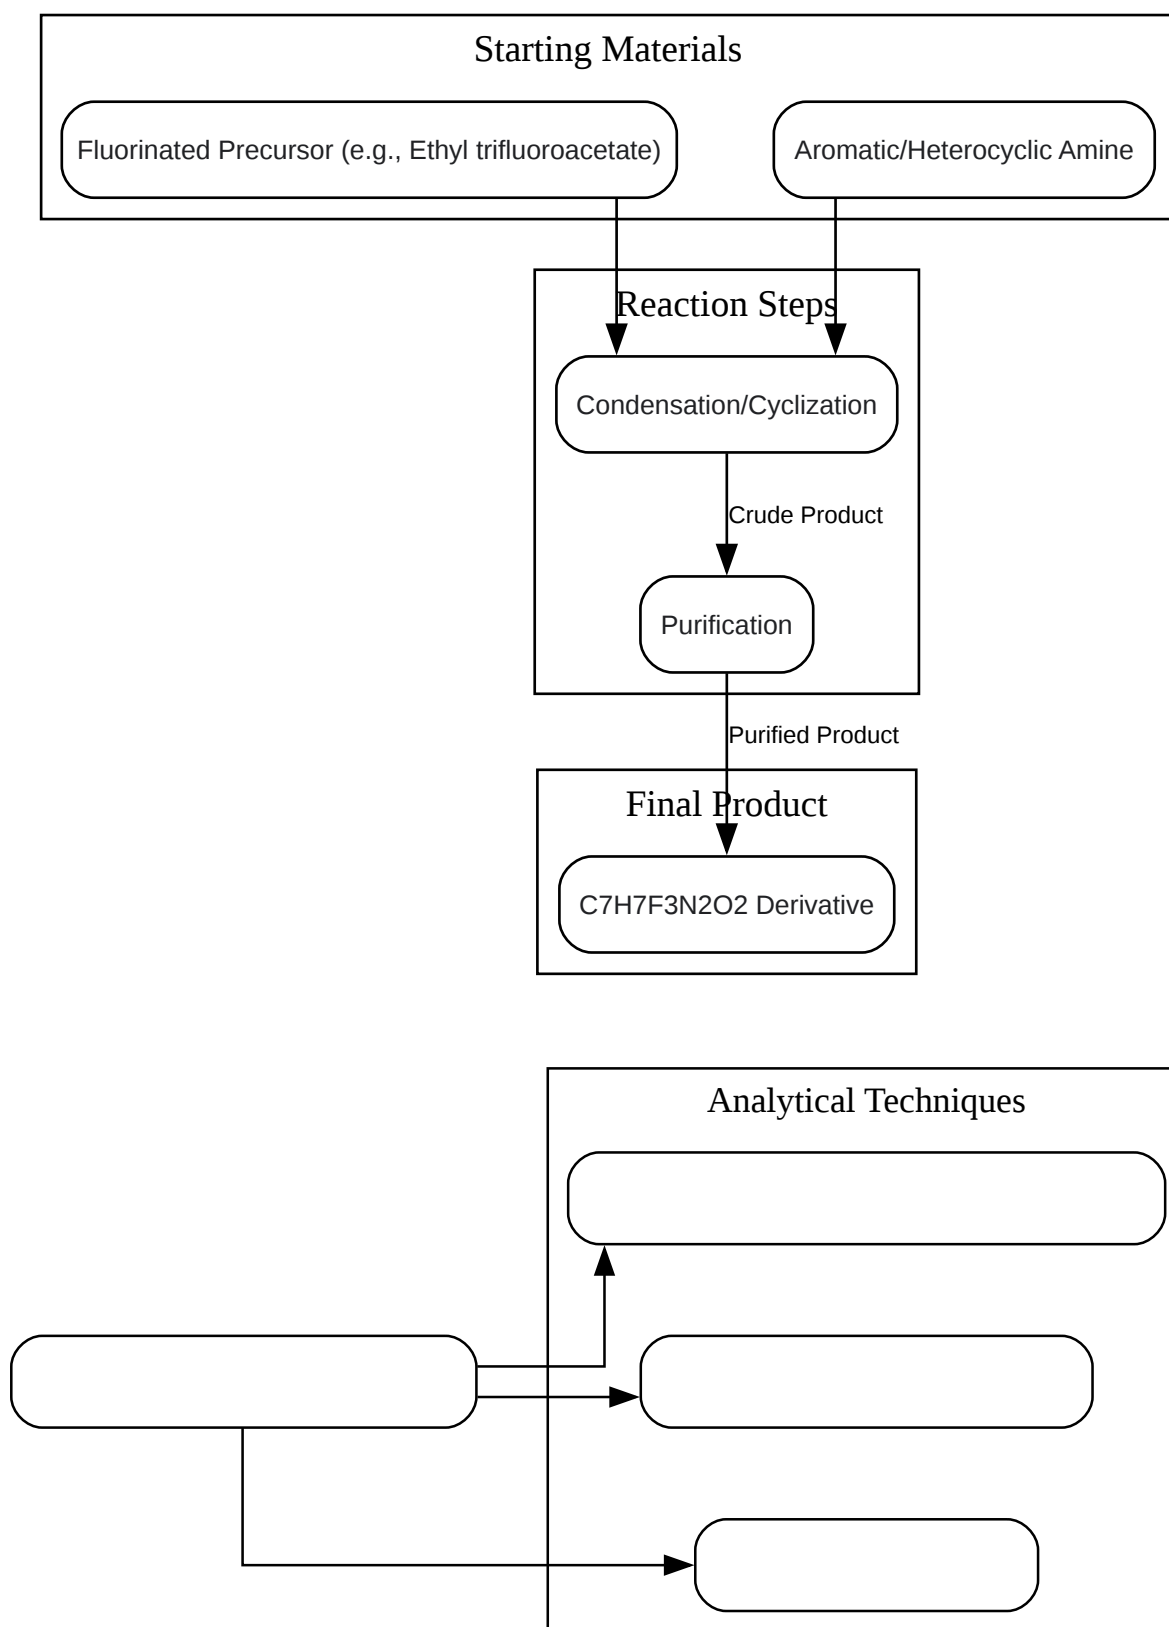 Starting Materials
Fluorinated Precursor (e.g., Ethyl trifluoroacetate)
Aromatic/Heterocyclic Amine
Reaction Steps
Condensation/Cyclization
Crude Product
Purification
Purified Product
Final Product
C7H7F3N2O2 Derivative
Analytical Techniques